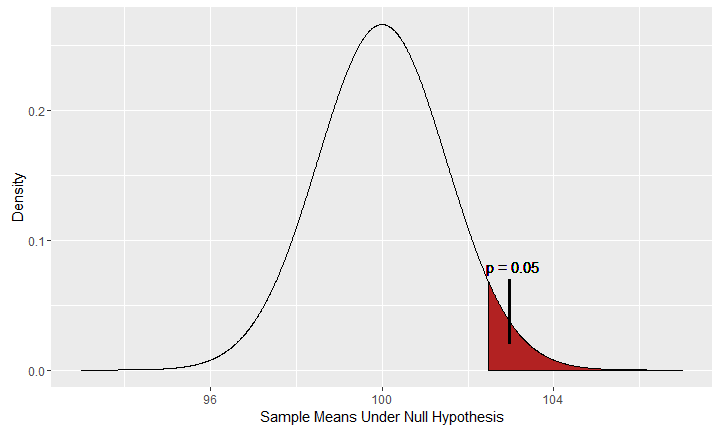 0.2
0.1
0.0
Density
p = 0.05
96 100 104
Sample Means Under Null Hypothesis